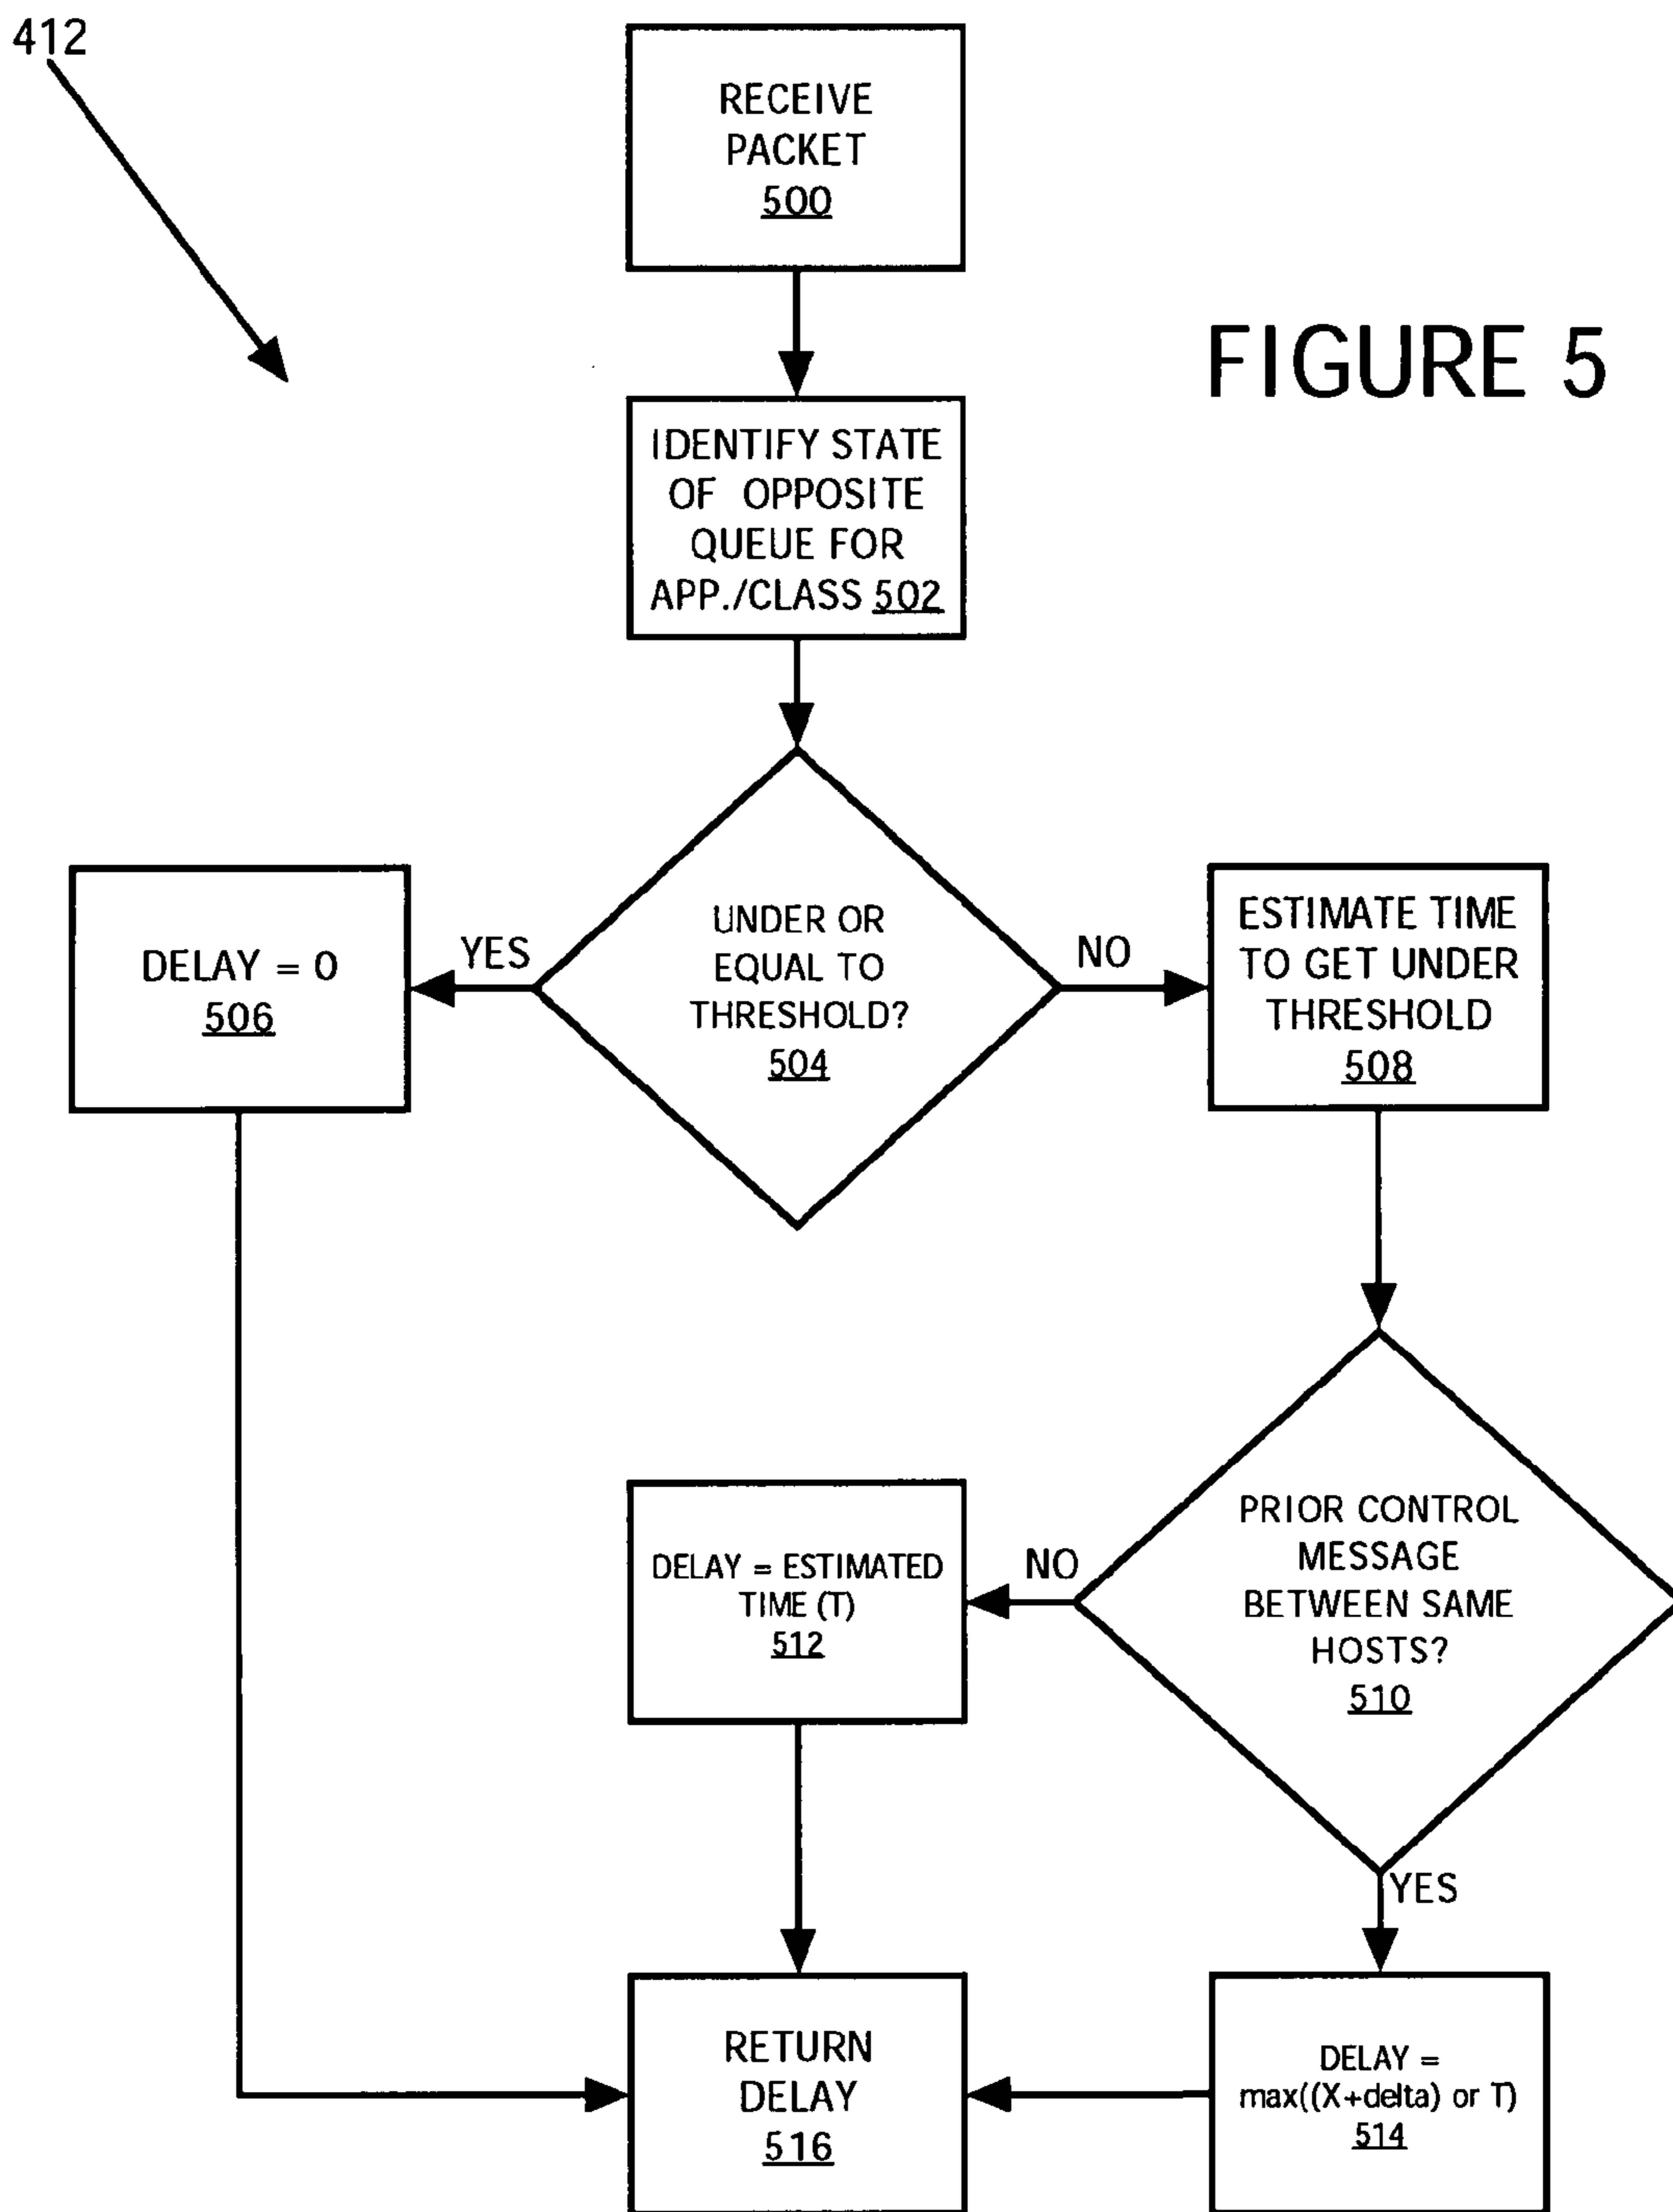 412
RECEIVE
PACKET
500
FIGURE 5
IDENTIFY STATE
OF OPPOSITE
QUEUE FOR
APP./CLASS 502
UNDER OR
EQUAL TO
THRESHOLD?
504
YES
DELAY = 0
506
NO
ESTIMATE TIME
TO GET UNDER
THRESHOLD
508
PRIOR CONTROL
MESSAGE
BETWEEN SAME
HOSTS?
510
NO
DELAY = ESTIMATED
TIME (T)
512
YES
DELAY =
max((X+delta) or T)
514
RETURN
DELAY
516